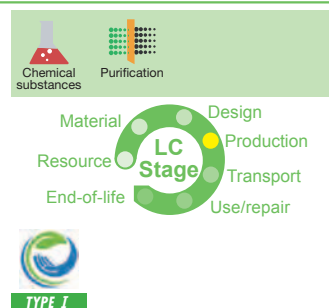 Chemical
substances
Purification
Material
Design
LC
Stage
Production
Resource
Transport
End-of-life
Use/repair
TYPE I